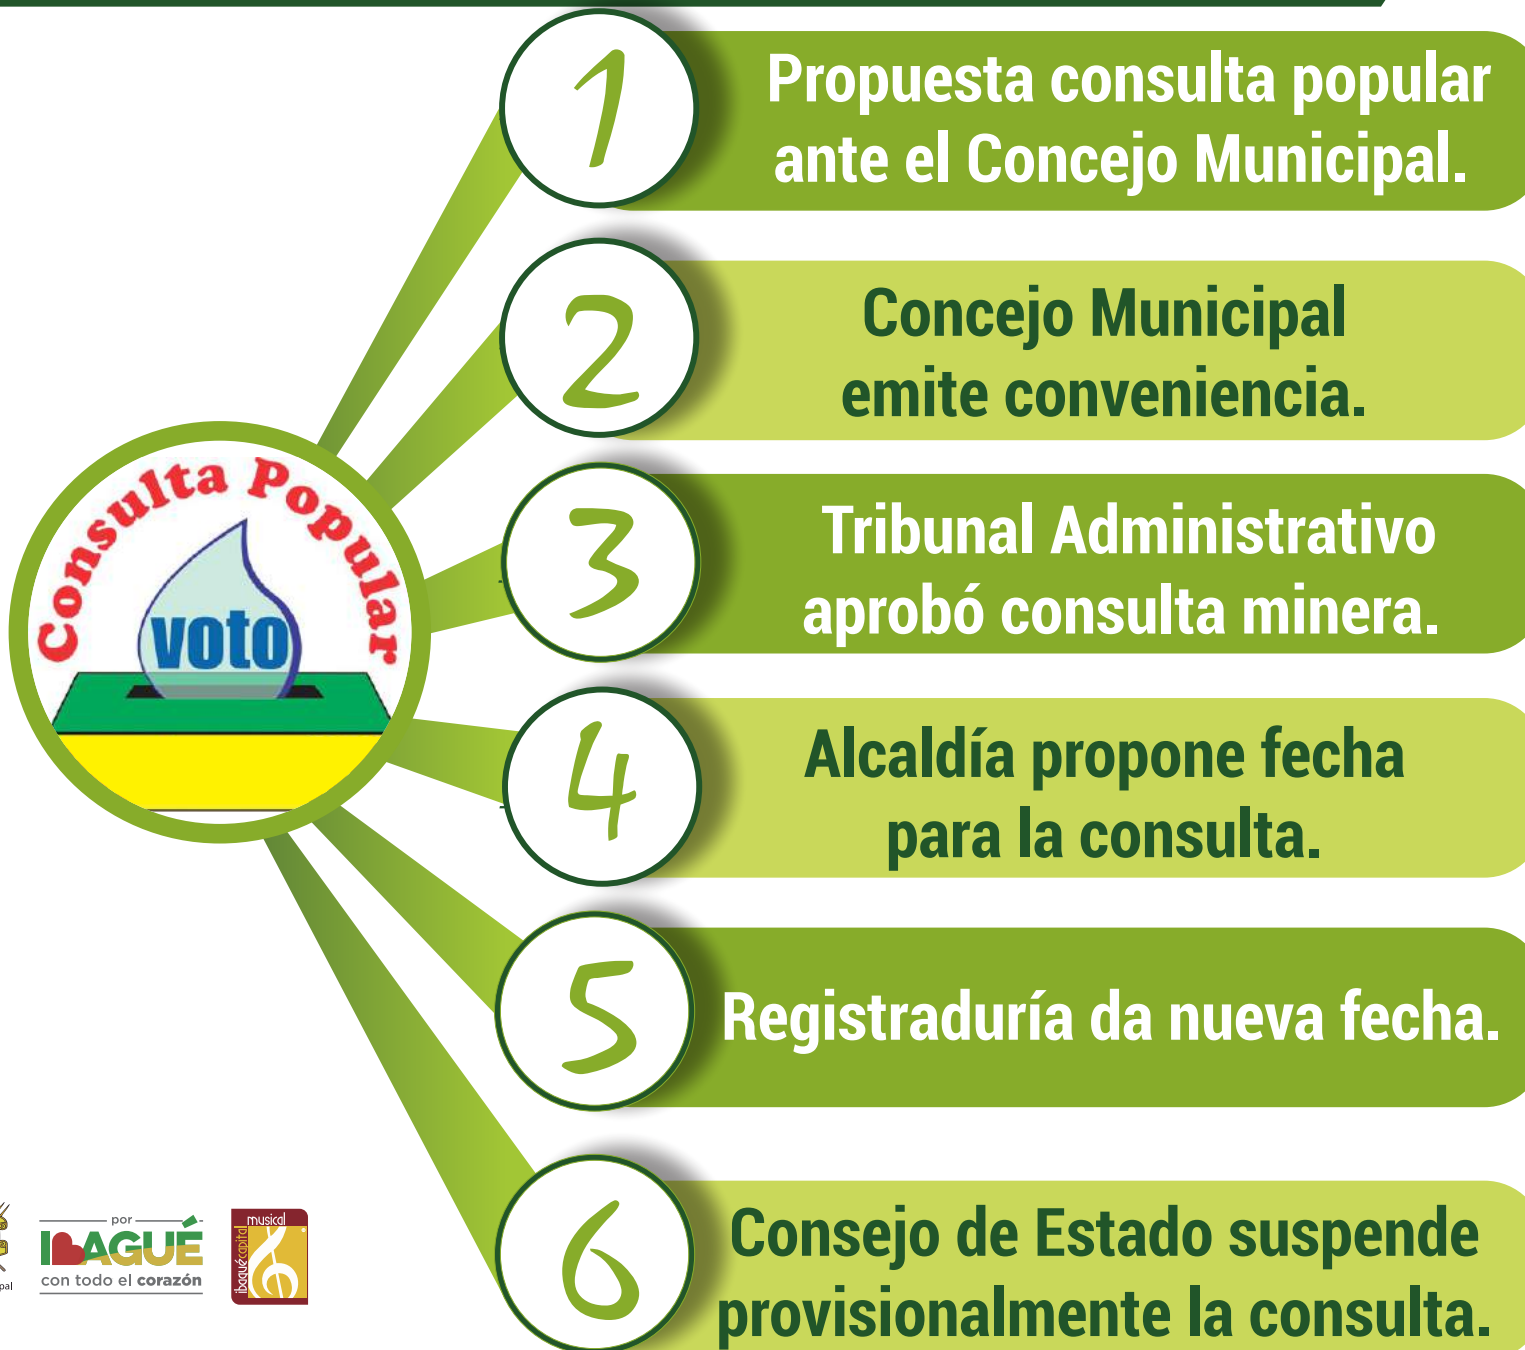 1
Propuesta consulta popular
ante el Concejo Municipal.
2
Concejo Municipal
emite conveniencia.
3
Tribunal Administrativo
aprobó consulta minera.
4
Alcaldía propone fecha
para la consulta.
5
Registraduría da nueva fecha.
6
Consejo de Estado suspende
provisionalmente la consulta.
Consulta Popular
voto
por
IBAGUÉ
con todo el corazón
musical
ibaguécapital